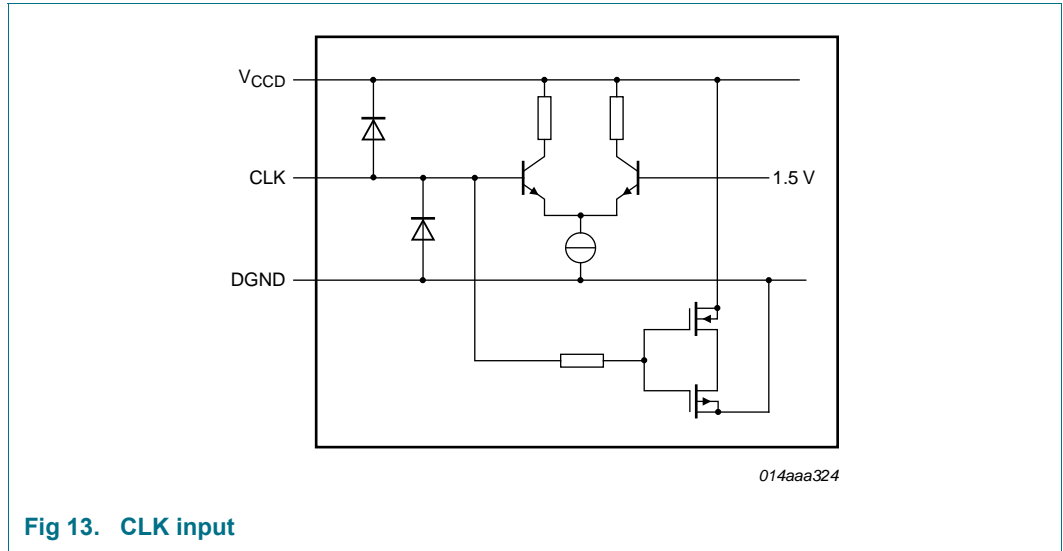 VCCD
CLK
1.5 V
DGND
014aaa324
Fig 13. CLK input